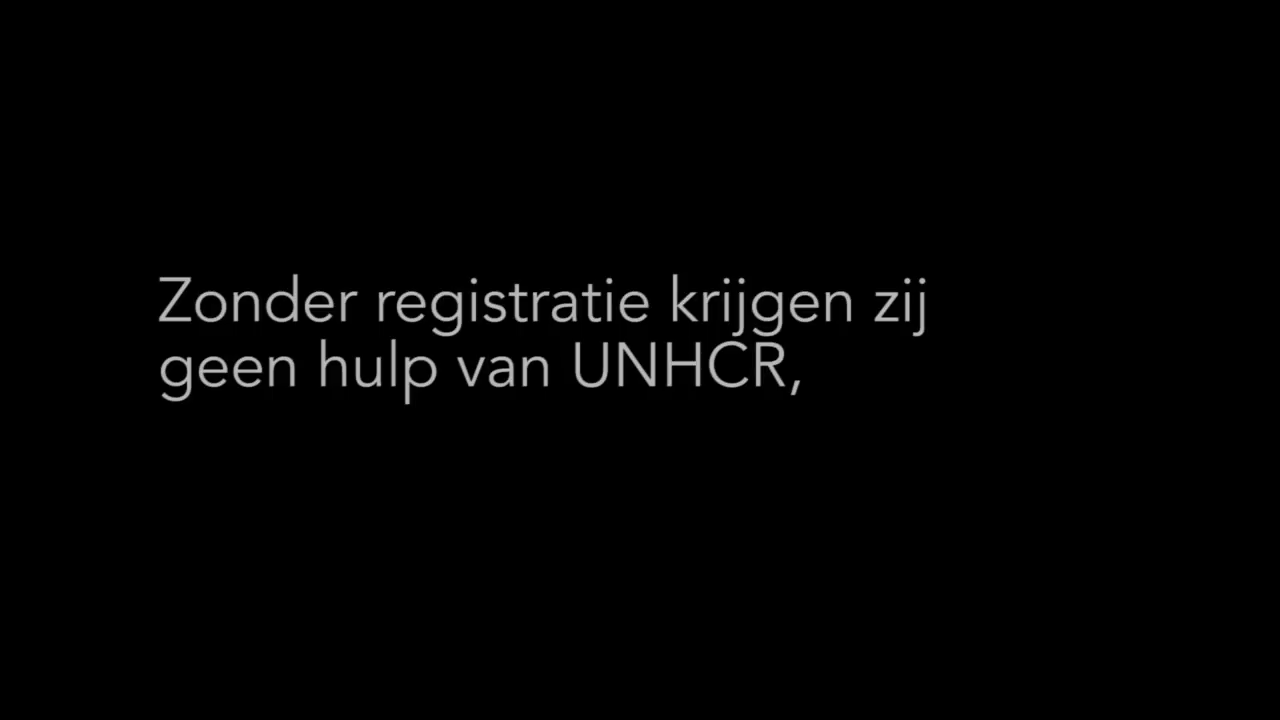 Zonder registratie krijgen zij
geen hulp van UNHCR,